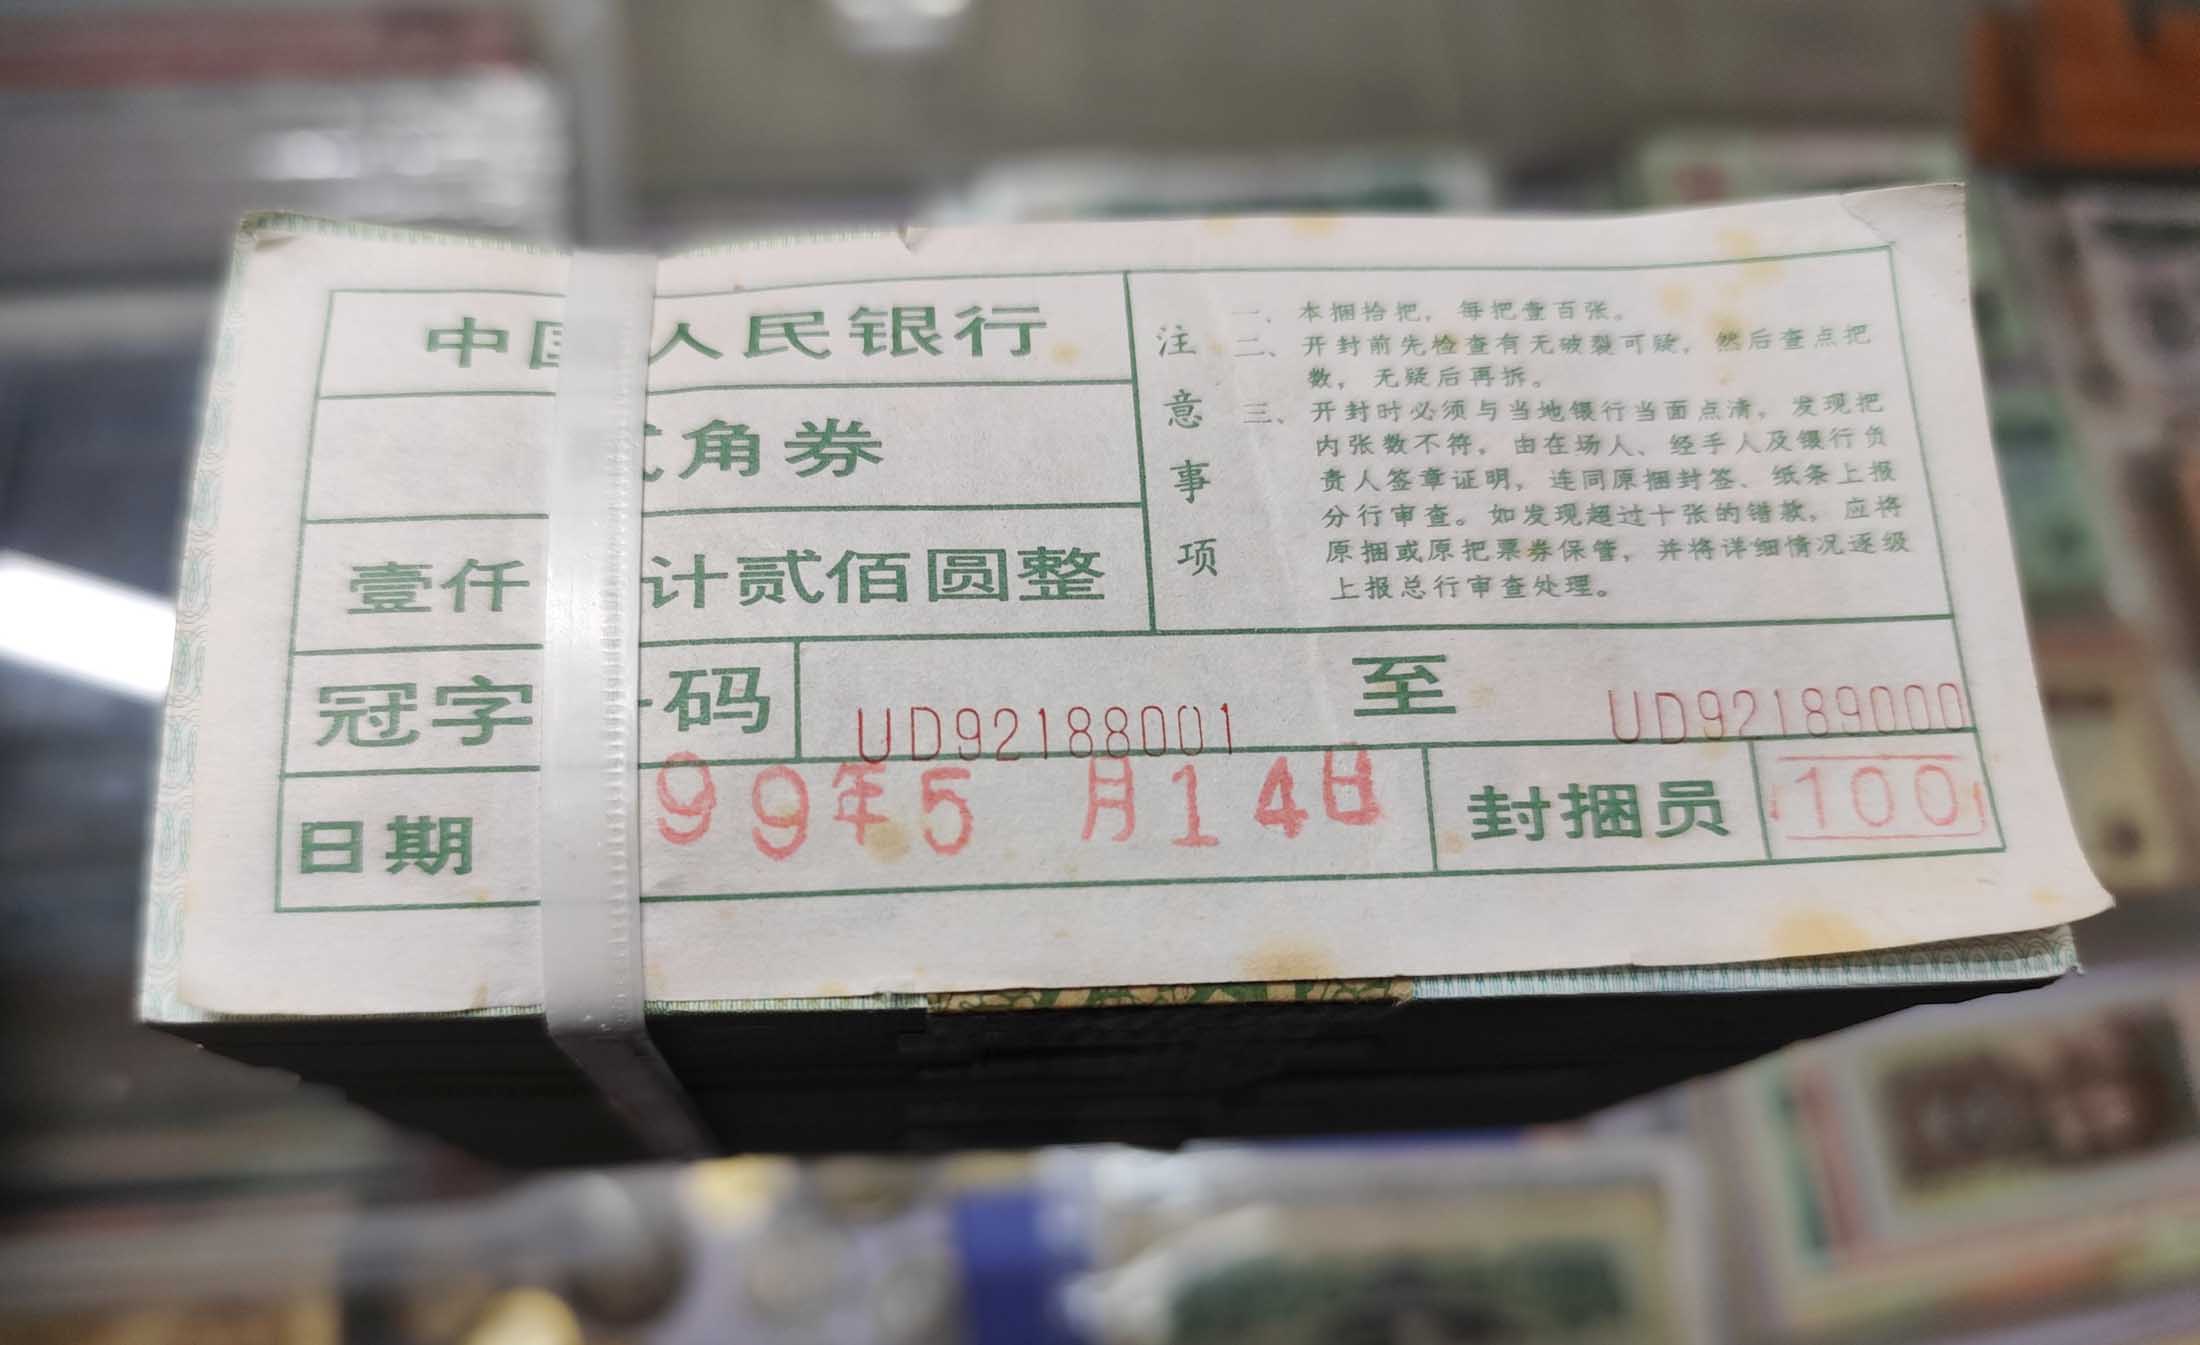 中国人民银行
贰角券
壹仟 计贰佰圆整
注意事项
一、本捆拾把，每把壹百张。
二、开封前先检查有无破裂可疑，然后查点把
数，无疑后再拆。
三、开封时必须与当地银行当面点清，发现把
内张数不符，由在场人、经手人及银行负
责人签章证明，连同原捆封签、纸条上报
分行审查。如发现超过十张的错款，应将
原捆或原把票券保管，并将详细情况逐级
上报总行审查处理。
冠字 码 UD92188001 至 UD92189000
日期 99年5月14日 封捆员 100